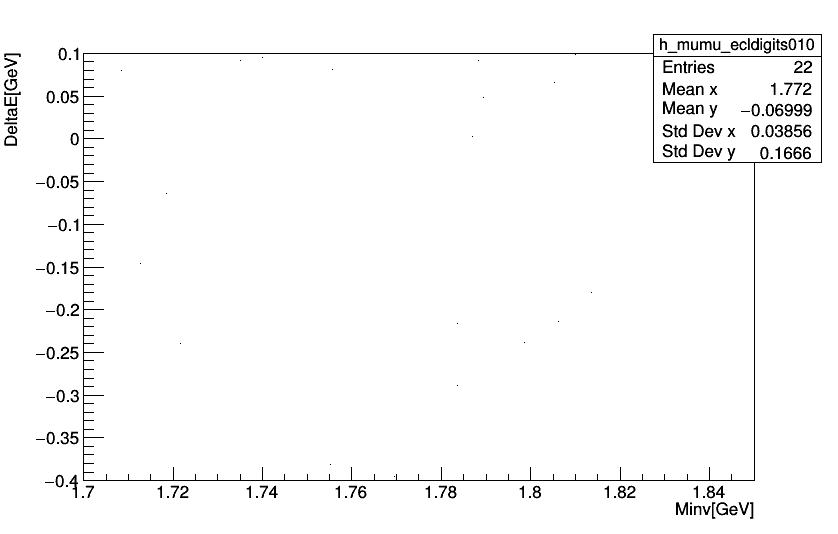 h_mumu_ecldigits010
Entries 22
Mean x 1.772
Mean y −0.06999
Std Dev x 0.03856
Std Dev y 0.1666
DeltaE[GeV]
0.1
0.05
0
−0.05
−0.1
−0.15
−0.2
−0.25
−0.3
−0.35
−0.4
1.7 1.72 1.74 1.76 1.78 1.8 1.82 1.84
Minv[GeV]